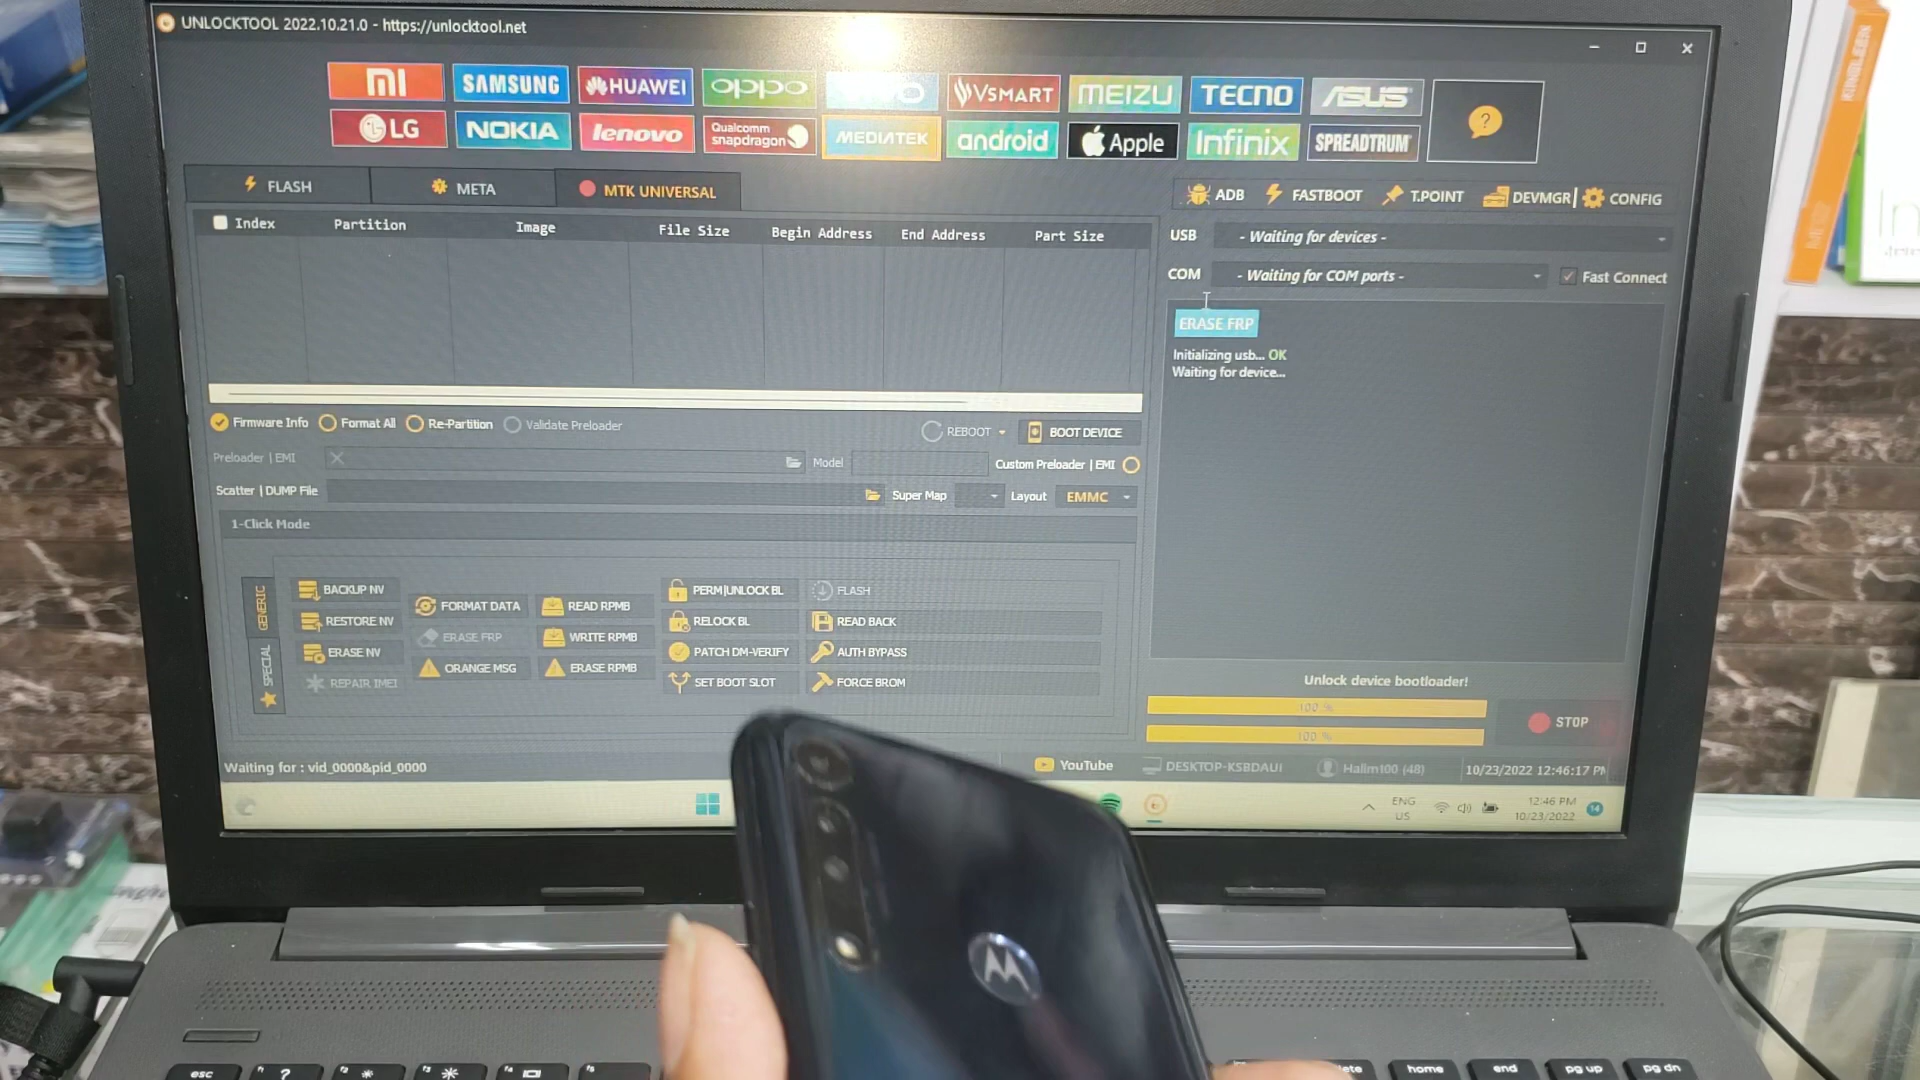 UNLOCKTOOL 2022.10.21.0 - https://unlocktool.net
MI SAMSUNG HUAWEI oppo VSMART MEIZU TECNO ASUS ?
LG NOKIA lenovo Qualcomm snapdragon MEDIATEK android Apple Infinix SPREADTRUM
FLASH META MTK UNIVERSAL
ADB FASTBOOT T.POINT DEVMGR CONFIG
Index Partition Image File Size Begin Address End Address Part Size
USB - Waiting for devices -
COM - Waiting for COM ports - Fast Connect
ERASE FRP
Initializing usb... OK
Waiting for device...
Firmware Info Format All Re-Partition Validate Preloader REBOOT BOOT DEVICE
Preloader | EMI Model Custom Preloader | EMI
Scatter | DUMP File Super Map Layout EMMC
1-Click Mode
GENERIC
SPECIAL
BACKUP NV
RESTORE NV
ERASE NV
REPAIR IMEI
FORMAT DATA
ERASE FRP
ORANGE MSG
READ RPMB
WRITE RPMB
ERASE RPMB
PERM|UNLOCK BL
RELOCK BL
PATCH DM-VERIFY
SET BOOT SLOT
FLASH
READ BACK
AUTH BYPASS
FORCE BROM
Unlock device bootloader!
100 %
100 %
STOP
Waiting for : vid_0000&pid_0000
YouTube DESKTOP-KSBDAUI Halim100 (48) 10/23/2022 12:46:17 PM
ENG
US
12:46 PM
10/23/2022
14
esc
?
home end pg up pg dn